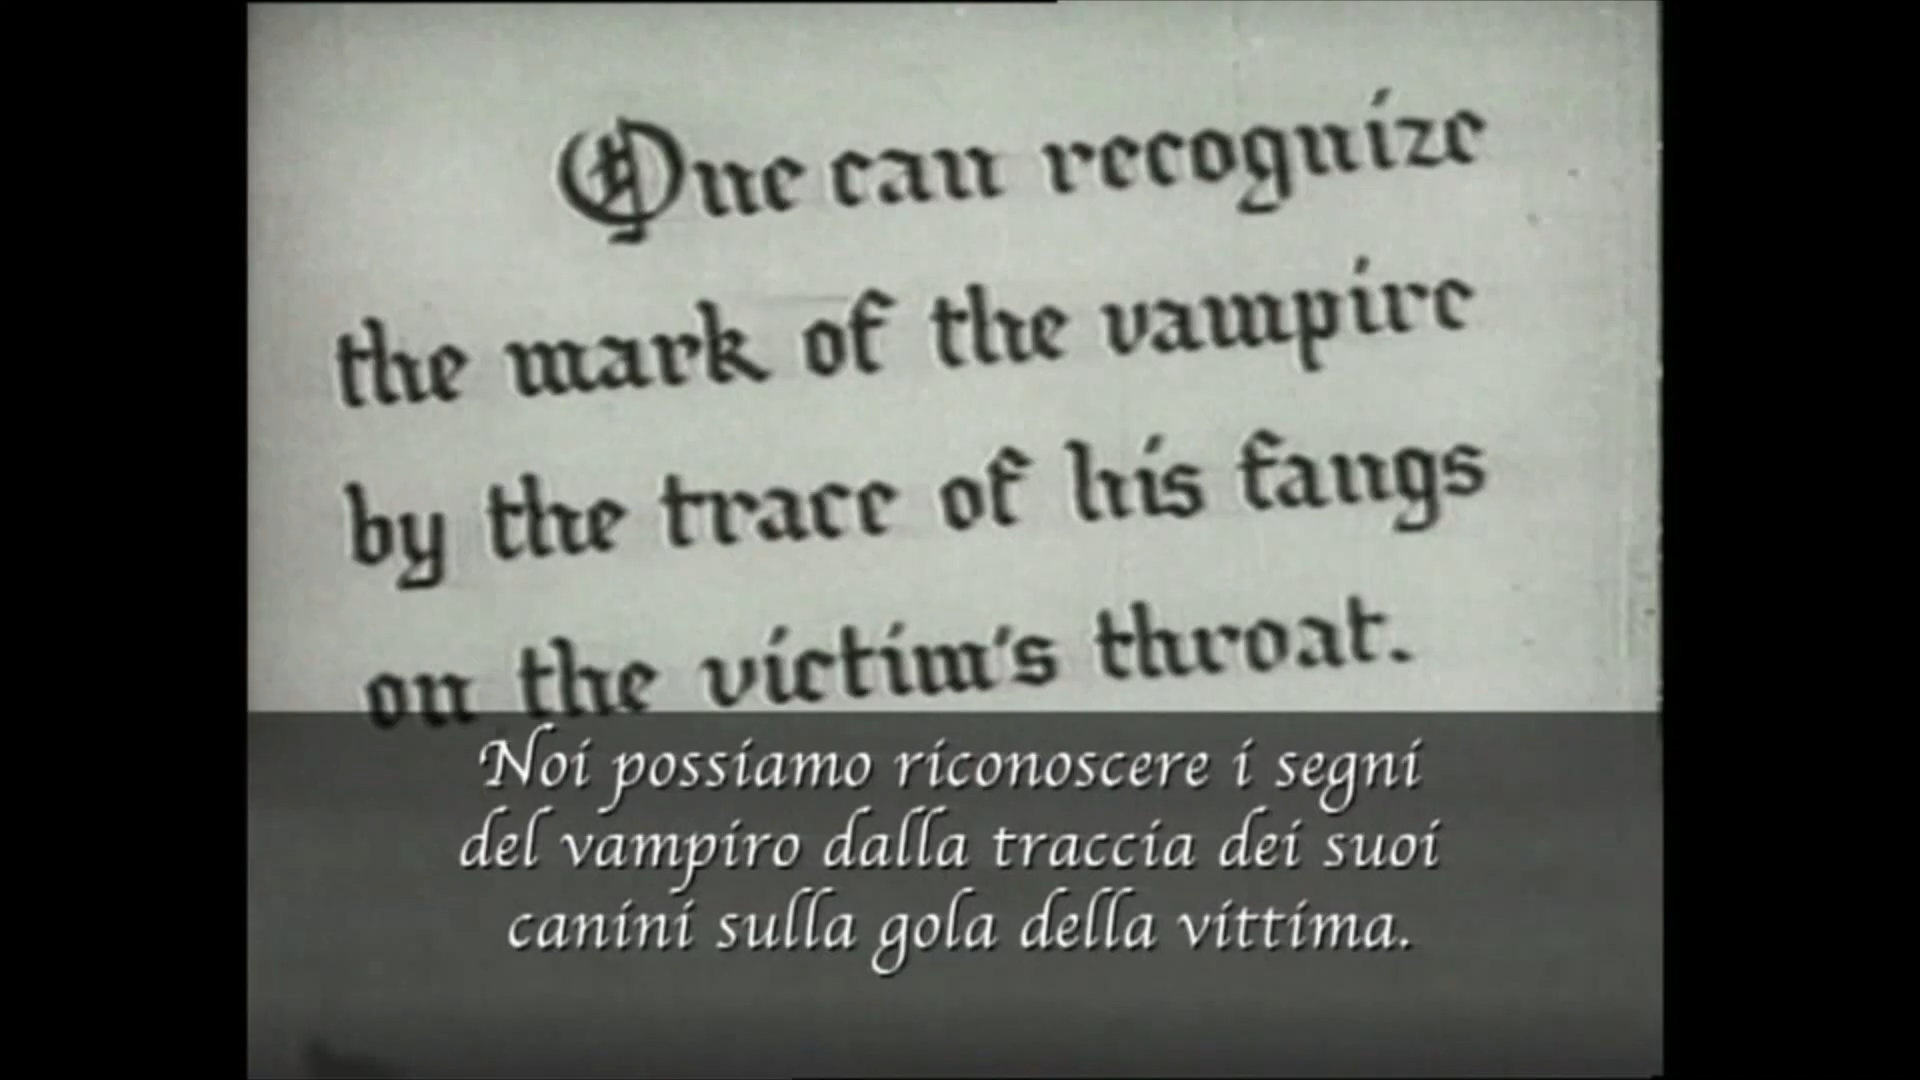 One can recognize
the mark of the vampire
by the trace of his fangs
on the victim's throat.
Noi possiamo riconoscere i segni
del vampiro dalla traccia dei suoi
canini sulla gola della vittima.